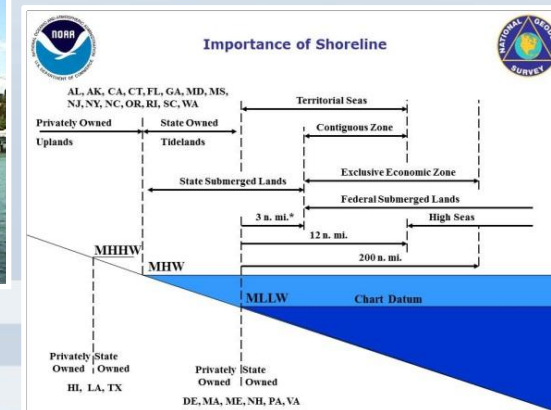 NOAA
Importance of Shoreline
AL, AK, CA, CT, FL, GA, MD, MS,
NJ, NY, NC, OR, RI, SC, WA
Territorial Seas
Privately Owned
State Owned
Contiguous Zone
Uplands
Tidelands
Exclusive Economic Zone
State Submerged Lands
Federal Submerged Lands
3 n. mi.*
High Seas
12 n. mi.
200 n. mi.
MHHW
MHW
MLLW
Chart Datum
Privately State
Owned Owned
HI, LA, TX
Privately State
Owned Owned
DE, MA, ME, NH, PA, VA